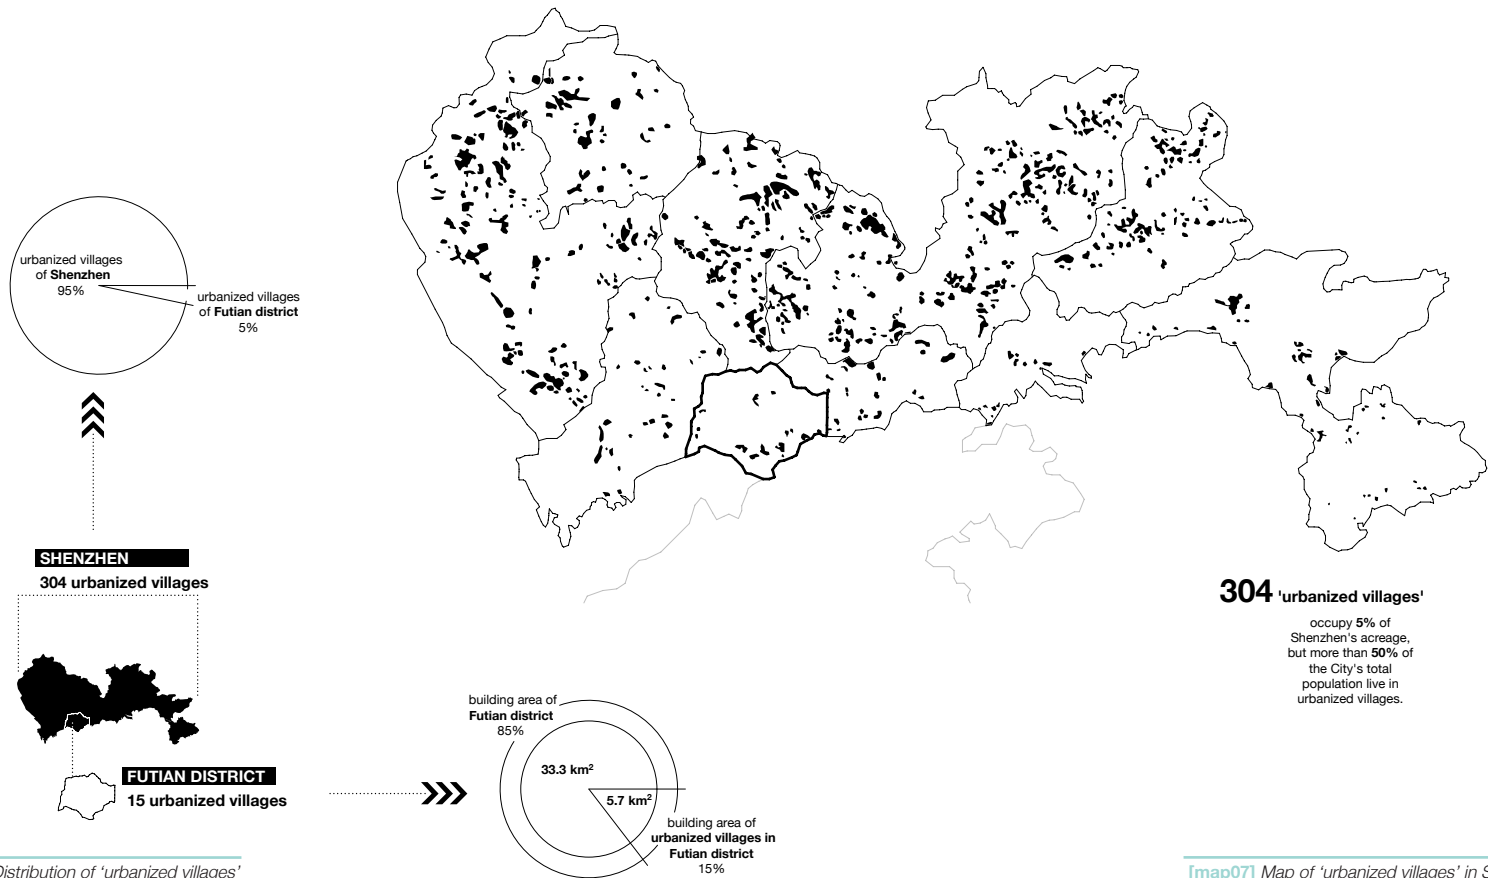 urbanized villages
of Shenzhen
95%
urbanized villages
of Futian district
5%
SHENZHEN
304 urbanized villages
FUTIAN DISTRICT
15 urbanized villages
building area of
Futian district
85%
33.3 km²
5.7 km²
building area of
urbanized villages in
Futian district
15%
304 'urbanized villages'
occupy 5% of
Shenzhen's acreage,
but more than 50% of
the City's total
population live in
urbanized villages.
Distribution of ‘urbanized villages’
[map07] Map of ‘urbanized villages’ in S